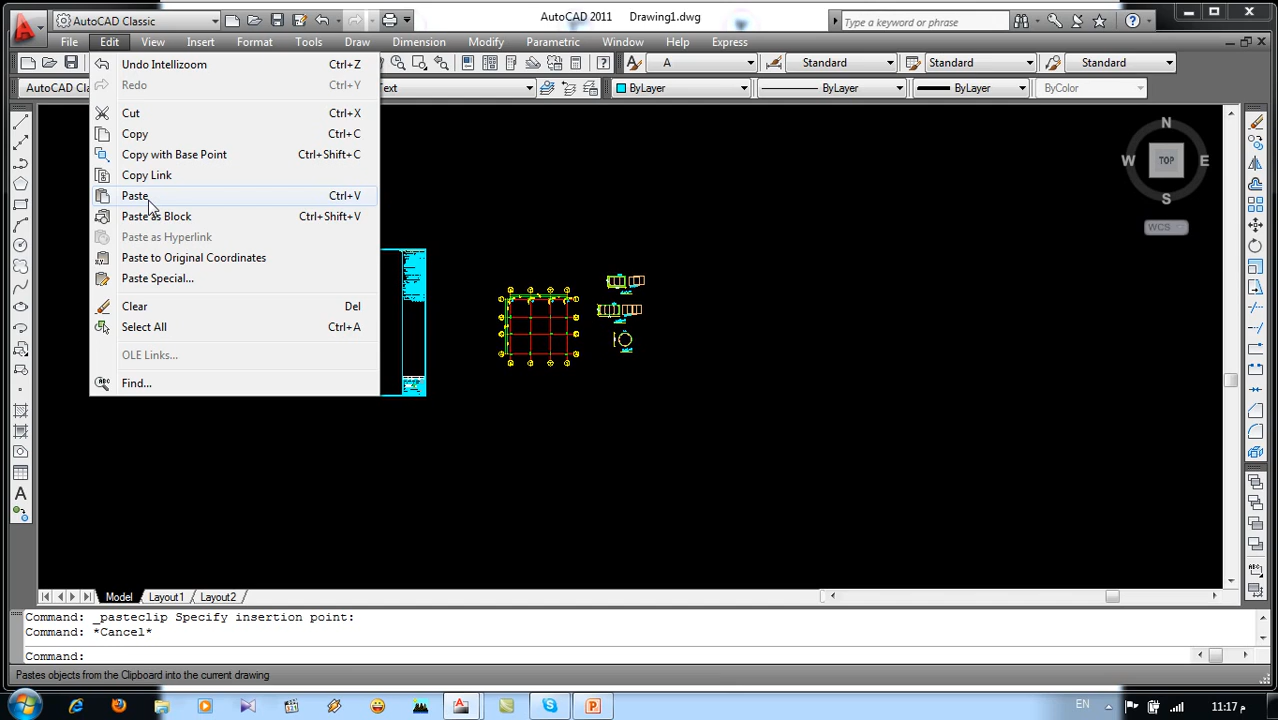 AutoCAD Classic
AutoCAD 2011 Drawing1.dwg
Type a keyword or phrase
File Edit View Insert Format Tools Draw Dimension Modify Parametric Window Help Express
A Standard Standard Standard
AutoCAD Cla
Text ByLayer ByLayer ByLayer ByColor
Undo Intellizoom Ctrl+Z
Redo Ctrl+Y
Cut Ctrl+X
Copy Ctrl+C
Copy with Base Point Ctrl+Shift+C
Copy Link
Paste Ctrl+V
Paste as Block Ctrl+Shift+V
Paste as Hyperlink
Paste to Original Coordinates
Paste Special...
Clear Del
Select All Ctrl+A
OLE Links...
Find...
N
W TOP E
S
WCS
A
Model Layout1 Layout2
Command: _pasteclip Specify insertion point:
Command: *Cancel*
Command:
Pastes objects from the Clipboard into the current drawing
EN 11:17 م